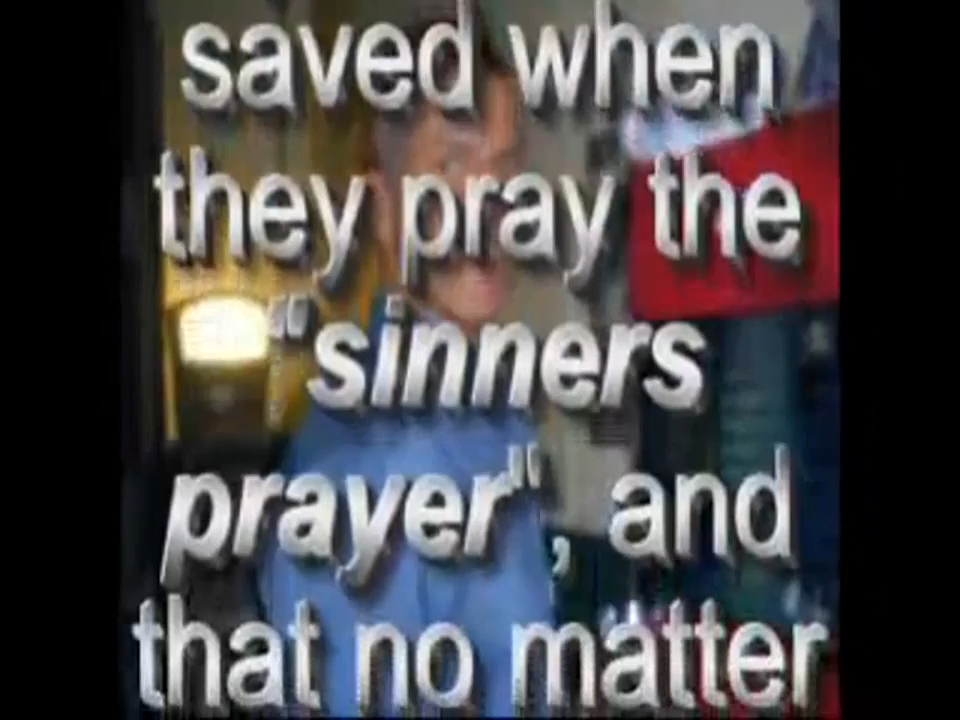 saved when
they pray the
"sinners
prayer", and
that no matter